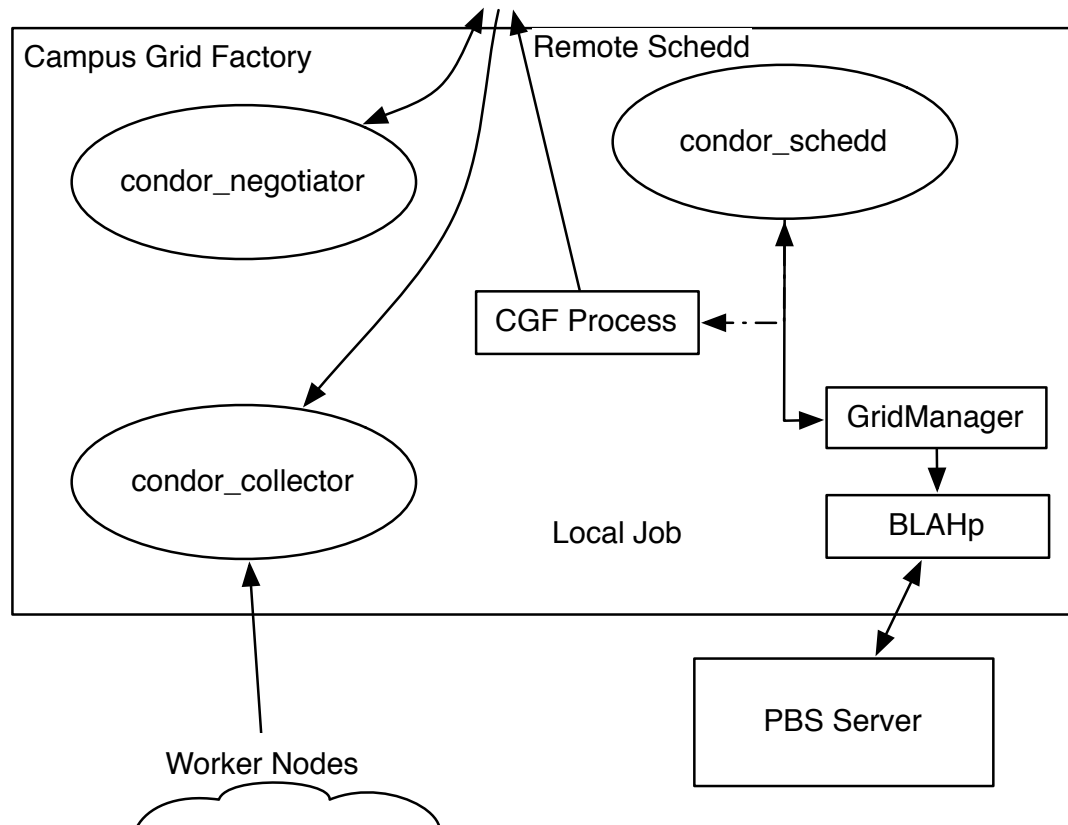 Remote Schedd
Campus Grid Factory
condor_schedd
condor_negotiator
CGF Process
GridManager
condor_collector
BLAHp
Local Job
PBS Server
Worker Nodes